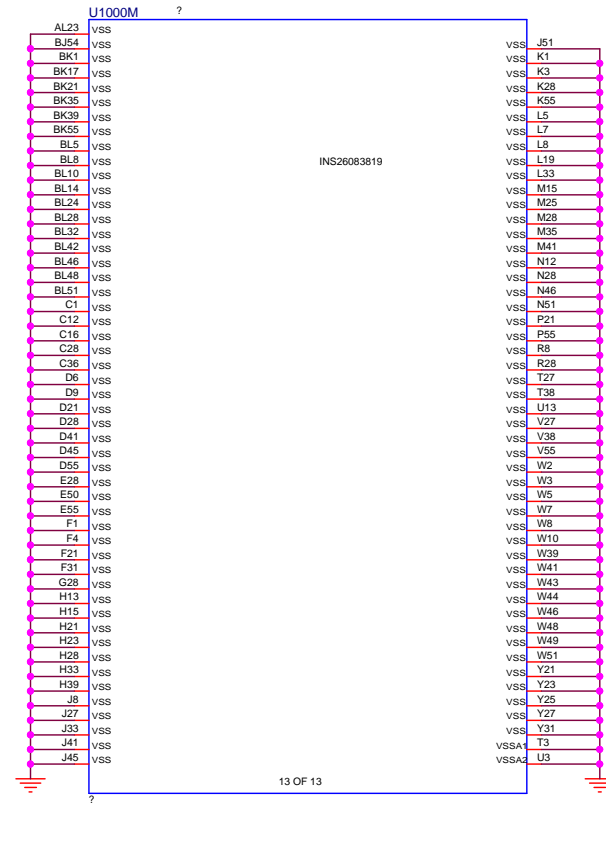 U1000M ?
AL23 VSS
BJ54 VSS VSS J51
BK1 VSS VSS K1
BK17 VSS VSS K3
BK21 VSS VSS K28
BK35 VSS VSS K55
BK39 VSS VSS L5
BK55 VSS VSS L7
BL5 VSS VSS L8
BL8 VSS INS26083819 VSS L19
BL10 VSS VSS L33
BL14 VSS VSS M15
BL24 VSS VSS M25
BL28 VSS VSS M28
BL32 VSS VSS M35
BL42 VSS VSS M41
BL46 VSS VSS N12
BL48 VSS VSS N28
BL51 VSS VSS N46
C1 VSS VSS N51
C12 VSS VSS P21
C16 VSS VSS P55
C28 VSS VSS R8
C36 VSS VSS R28
D6 VSS VSS T27
D9 VSS VSS T38
D21 VSS VSS U13
D28 VSS VSS V27
D41 VSS VSS V38
D45 VSS VSS V55
D55 VSS VSS W2
E28 VSS VSS W3
E50 VSS VSS W5
E55 VSS VSS W7
F1 VSS VSS W8
F4 VSS VSS W10
F21 VSS VSS W39
F31 VSS VSS W41
G28 VSS VSS W43
H13 VSS VSS W44
H15 VSS VSS W46
H21 VSS VSS W48
H23 VSS VSS W49
H28 VSS VSS W51
H33 VSS VSS Y21
H39 VSS VSS Y23
J8 VSS VSS Y25
J27 VSS VSS Y27
J33 VSS VSS Y31
J41 VSS VSSA1 T3
J45 VSS VSSA2 U3
13 OF 13
?